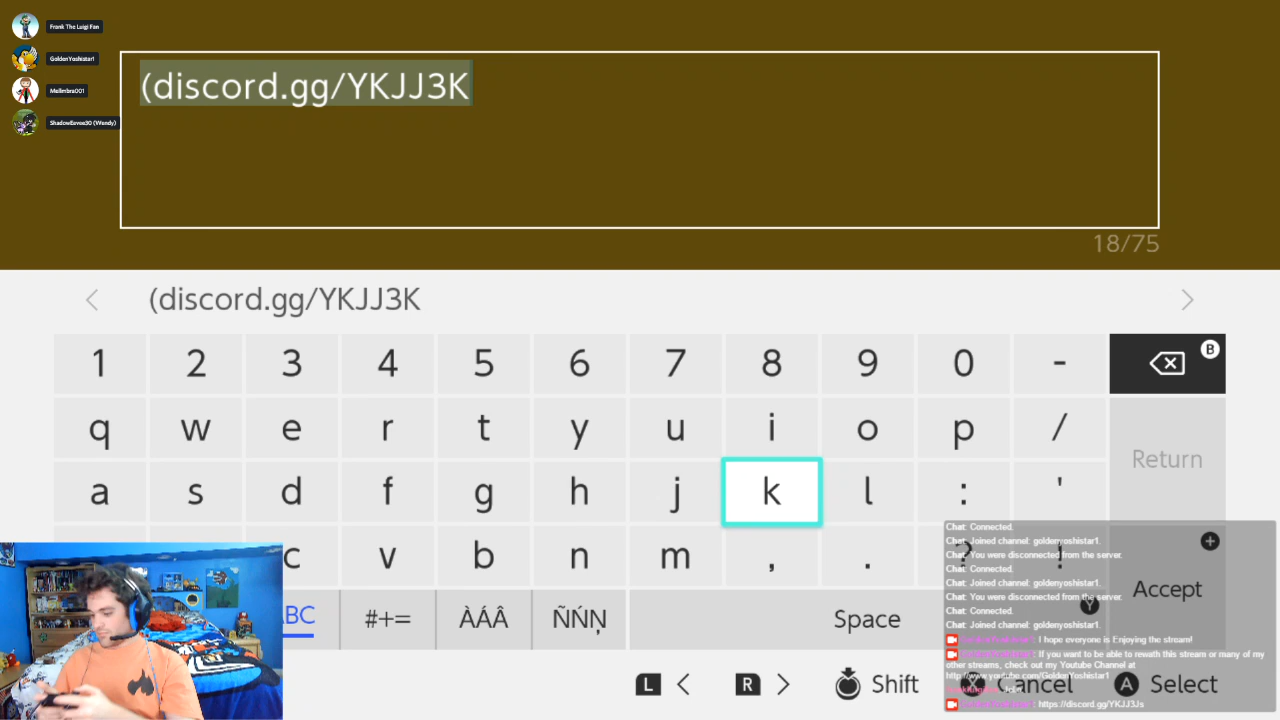 Frank The Luigi Fan
GoldenYoshistar1
Mellmbra001
ShadowEevee30 (Wendy)
(discord.gg/YKJJ3K
18/75
(discord.gg/YKJJ3K
1 2 3 4 5 6 7 8 9 0 -
B
q w e r t y u i o p /
Return
a s d f g h j k l : '
c v b n m , . ? !
+
Accept
#+= ÀÁÂ ÑŃŅ Space
Y
L R Shift
X Cancel A Select
Chat: Connected.
Chat: Joined channel: goldenyoshistar1.
Chat: You were disconnected from the server.
Chat: Connected.
Chat: Joined channel: goldenyoshistar1.
Chat: You were disconnected from the server.
Chat: Connected.
Chat: Joined channel: goldenyoshistar1.
I hope everyone is Enjoying the stream!
If you want to be able to rewath this stream or many of my
other streams, check out my Youtube Channel at
http://www.youtube.com/GoldenYoshistar1
https://discord.gg/YKJJ3Js